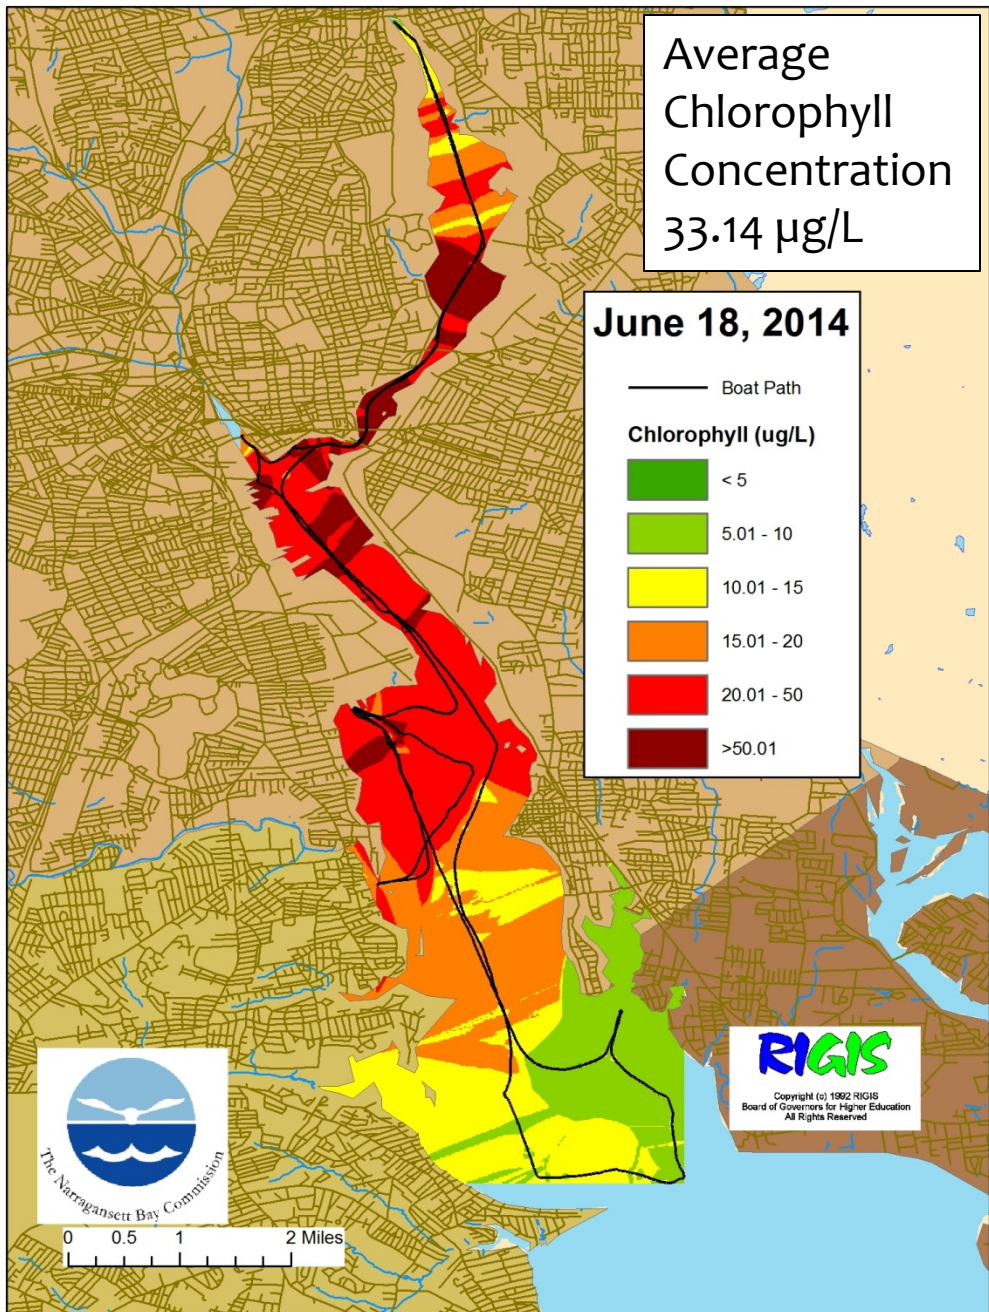 Average
Chlorophyll
Concentration
33.14 µg/L
June 18, 2014
Boat Path
Chlorophyll (ug/L)
< 5
5.01 - 10
10.01 - 15
15.01 - 20
20.01 - 50
>50.01
RIGIS
Copyright (c) 1992 RIGIS
Board of Governors for Higher Education
All Rights Reserved
The Narragansett Bay Commission
0 0.5 1 2 Miles